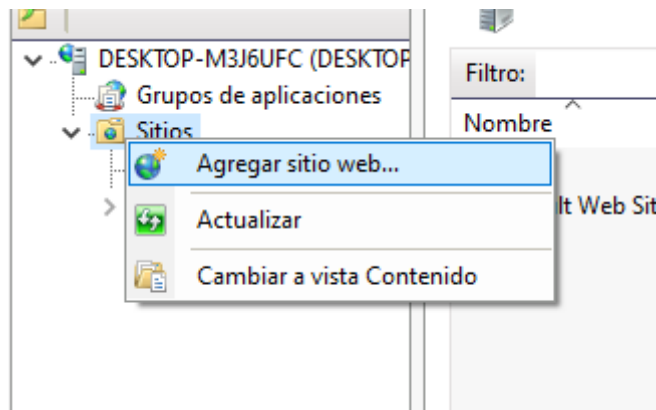 DESKTOP-M3J6UFC (DESKTOP
Grupos de aplicaciones
Sitios
Agregar sitio web...
Actualizar
Cambiar a vista Contenido
Filtro:
Nombre
lt Web Sit